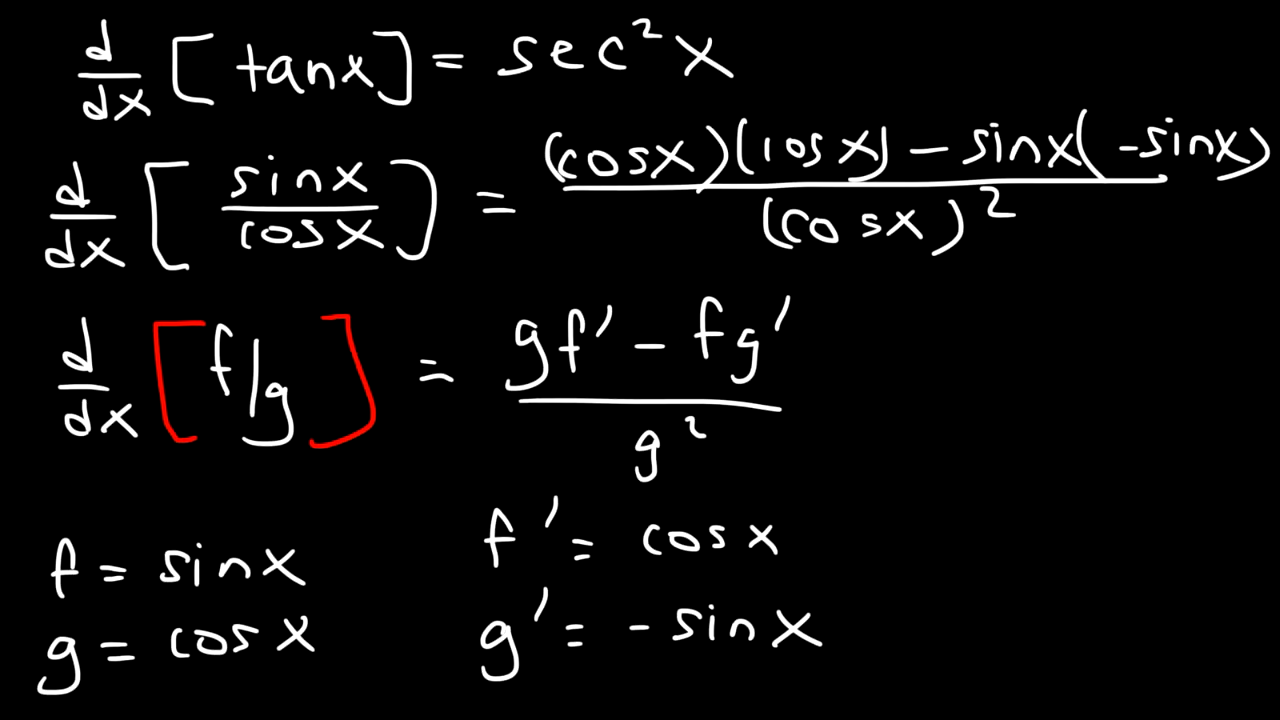 d/dx [tanx] = sec²x
d/dx [sinx/cosx] = (cosx)(cosx) - sinx(-sinx)/(cosx)²
d/dx [f/g] = gf' - fg'/g²
f = sinx f' = cosx
g = cosx g' = -sinx